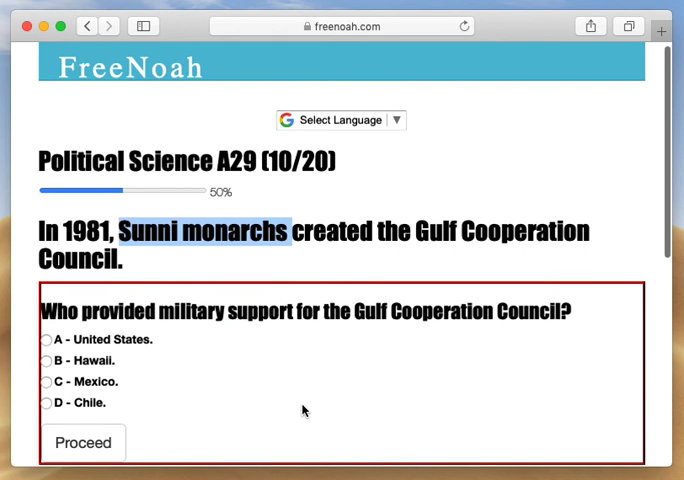 freenoah.com
FreeNoah
Select Language ▼
Political Science A29 (10/20)
50%
In 1981, Sunni monarchs created the Gulf Cooperation
Council.
Who provided military support for the Gulf Cooperation Council?
A - United States.
B - Hawaii.
C - Mexico.
D - Chile.
Proceed